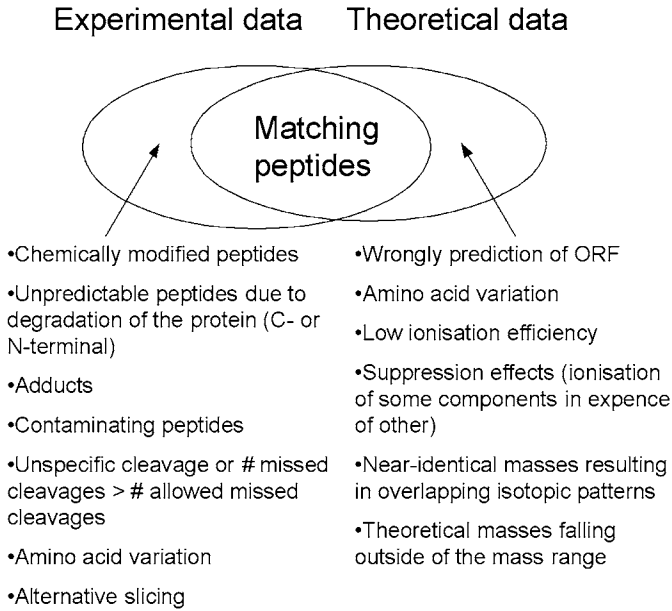 Experimental data
Theoretical data
Matching
peptides
•Chemically modified peptides
•Unpredictable peptides due to
degradation of the protein (C- or
N-terminal)
•Adducts
•Contaminating peptides
•Unspecific cleavage or # missed
cleavages > # allowed missed
cleavages
•Amino acid variation
•Alternative slicing
•Wrongly prediction of ORF
•Amino acid variation
•Low ionisation efficiency
•Suppression effects (ionisation
of some components in expence
of other)
•Near-identical masses resulting
in overlapping isotopic patterns
•Theoretical masses falling
outside of the mass range